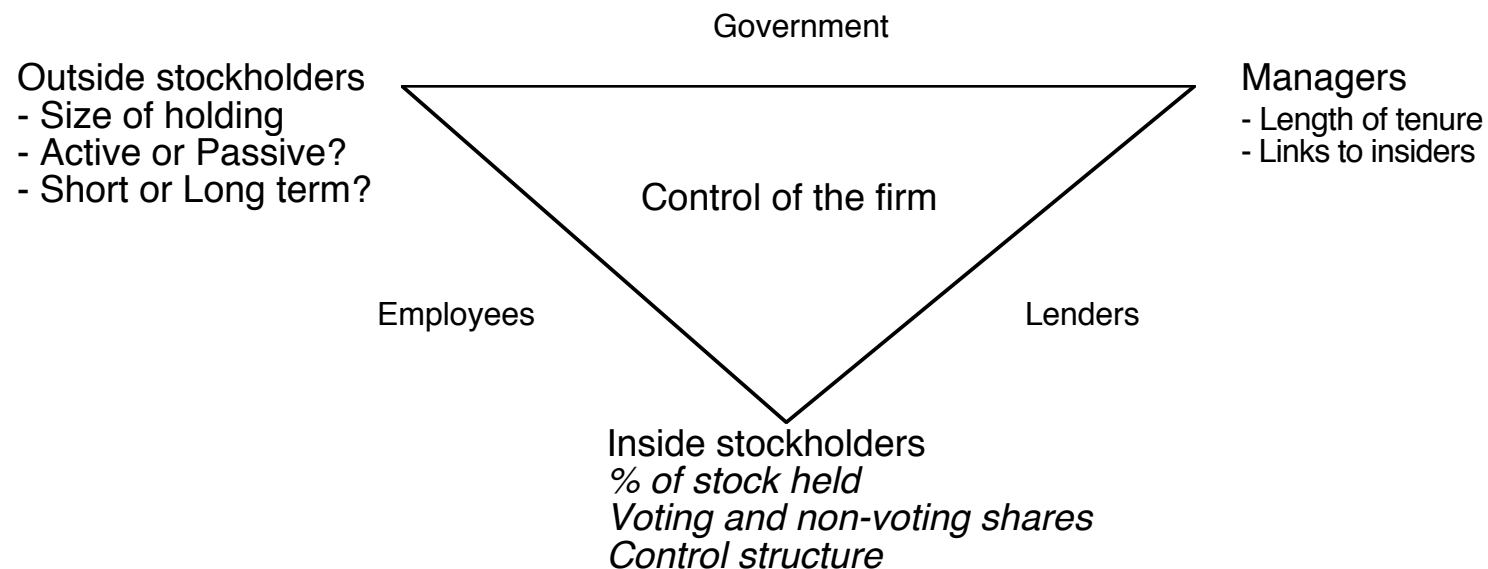 Government
Outside stockholders
- Size of holding
- Active or Passive?
- Short or Long term?
Managers
- Length of tenure
- Links to insiders
Control of the firm
Employees
Lenders
Inside stockholders
% of stock held
Voting and non-voting shares
Control structure